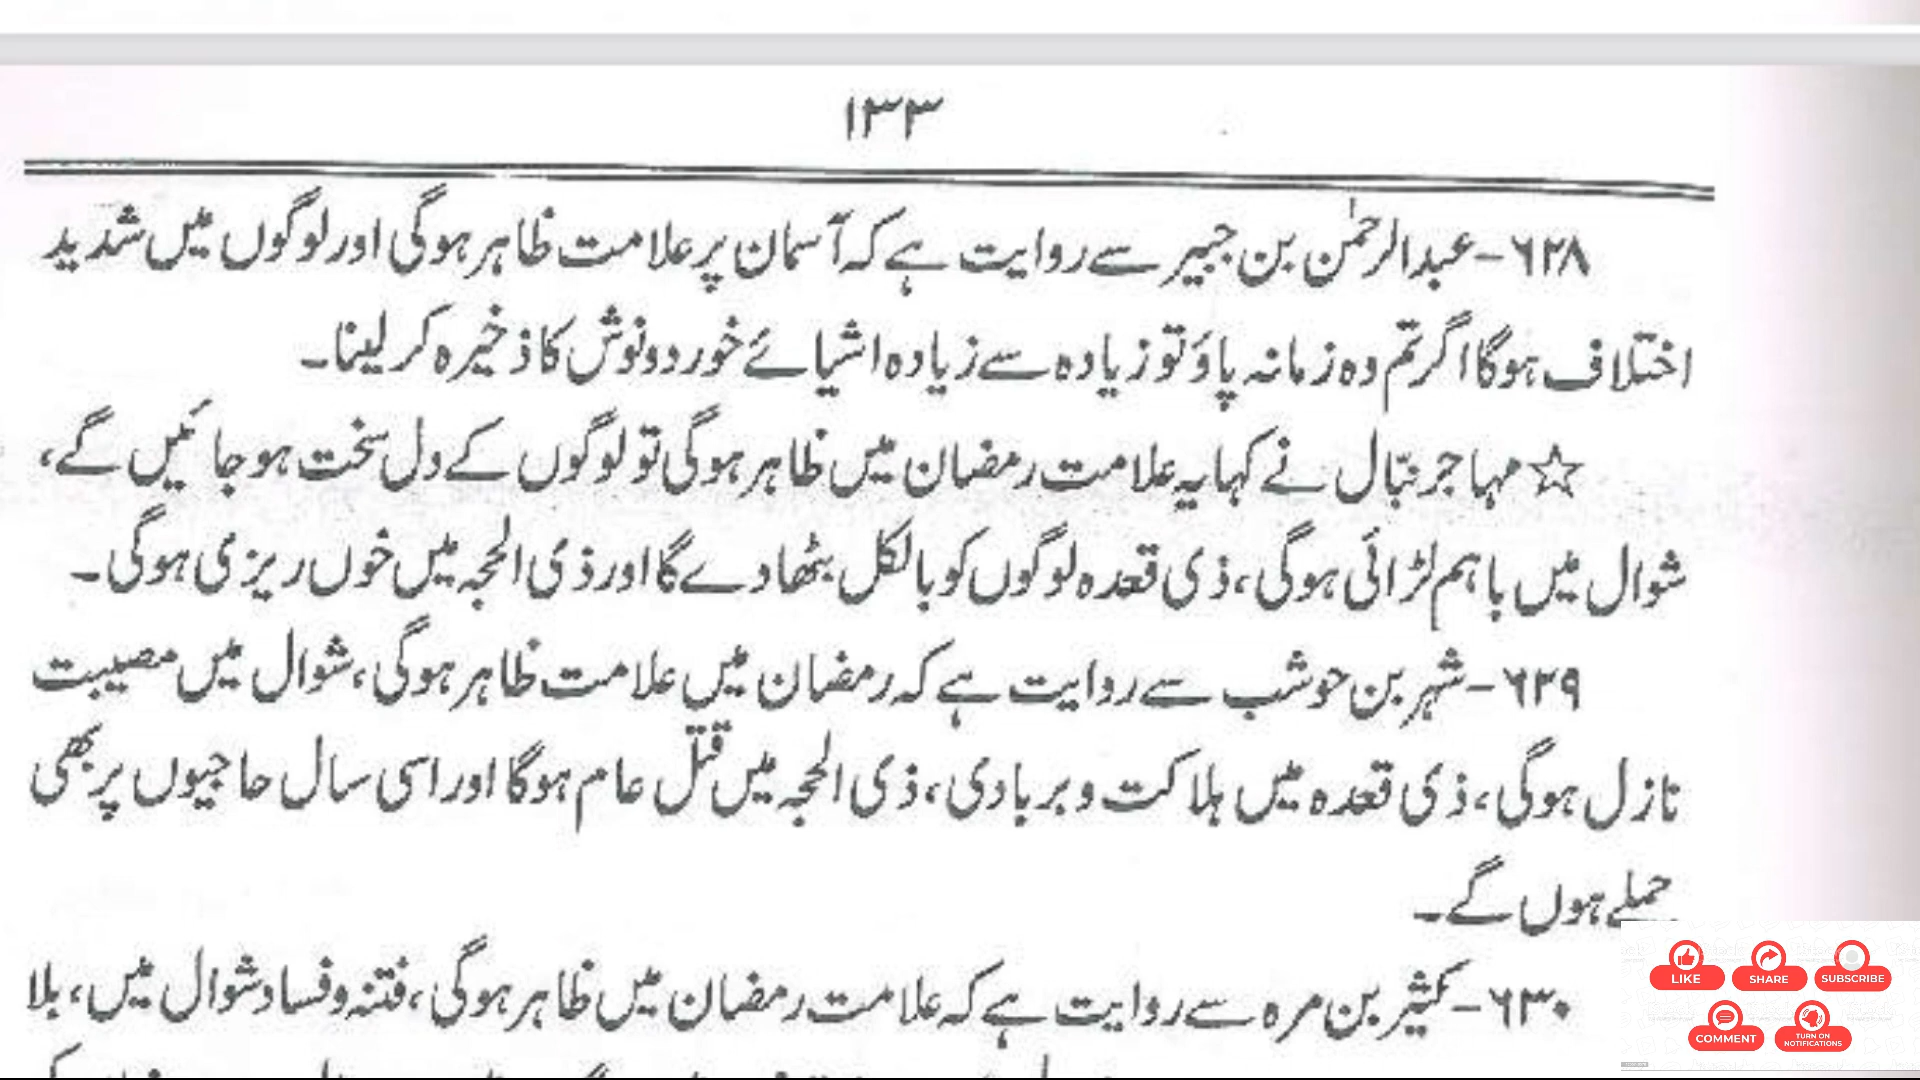 ۱۳۳
۶۲۸-عبدالرحمٰن بن جبیر سے روایت ہے کہ آسمان پر علامت ظاہر ہوگی اور لوگوں میں شدید
اختلاف ہوگا اگر تم وہ زمانہ پاؤ تو زیادہ سے زیادہ اشیائے خورد و نوش کا ذخیرہ کر لینا۔
☆مہاجر نبّال نے کہا یہ علامت رمضان میں ظاہر ہوگی تو لوگوں کے دل سخت ہو جائیں گے،
شوال میں باہم لڑائی ہوگی، ذی قعدہ لوگوں کو بالکل بٹھا دے گا اور ذی الحجہ میں خوں ریزی ہوگی۔
۶۲۹-شہر بن حوشب سے روایت ہے کہ رمضان میں علامت ظاہر ہوگی، شوال میں مصیبت
نازل ہوگی، ذی قعدہ میں ہلاکت و بربادی، ذی الحجہ میں قتل عام ہوگا اور اسی سال حاجیوں پر بھی
حملے ہوں گے۔
۶۳۰-کثیر بن مرہ سے روایت ہے کہ علامت رمضان میں ظاہر ہوگی، فتنہ و فساد شوال میں، بلا
LIKE SHARE SUBSCRIBE
COMMENT TURN ON NOTIFICATIONS